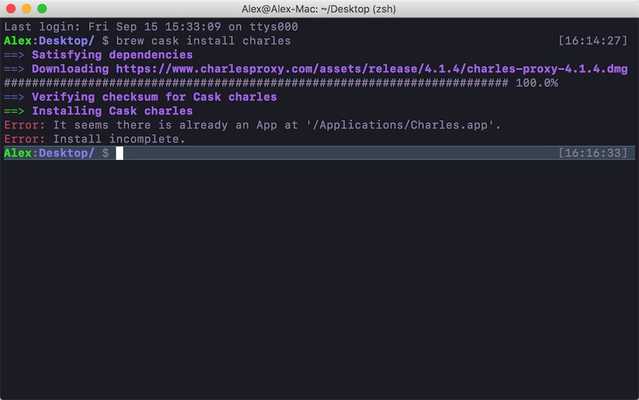 Alex@Alex-Mac: ~/Desktop (zsh)
Last login: Fri Sep 15 15:33:09 on ttys000
Alex:Desktop/ $ brew cask install charles [16:14:27]
==> Satisfying dependencies
==> Downloading https://www.charlesproxy.com/assets/release/4.1.4/charles-proxy-4.1.4.dmg
######################################################################## 100.0%
==> Verifying checksum for Cask charles
==> Installing Cask charles
Error: It seems there is already an App at '/Applications/Charles.app'.
Error: Install incomplete.
Alex:Desktop/ $ [16:16:33]